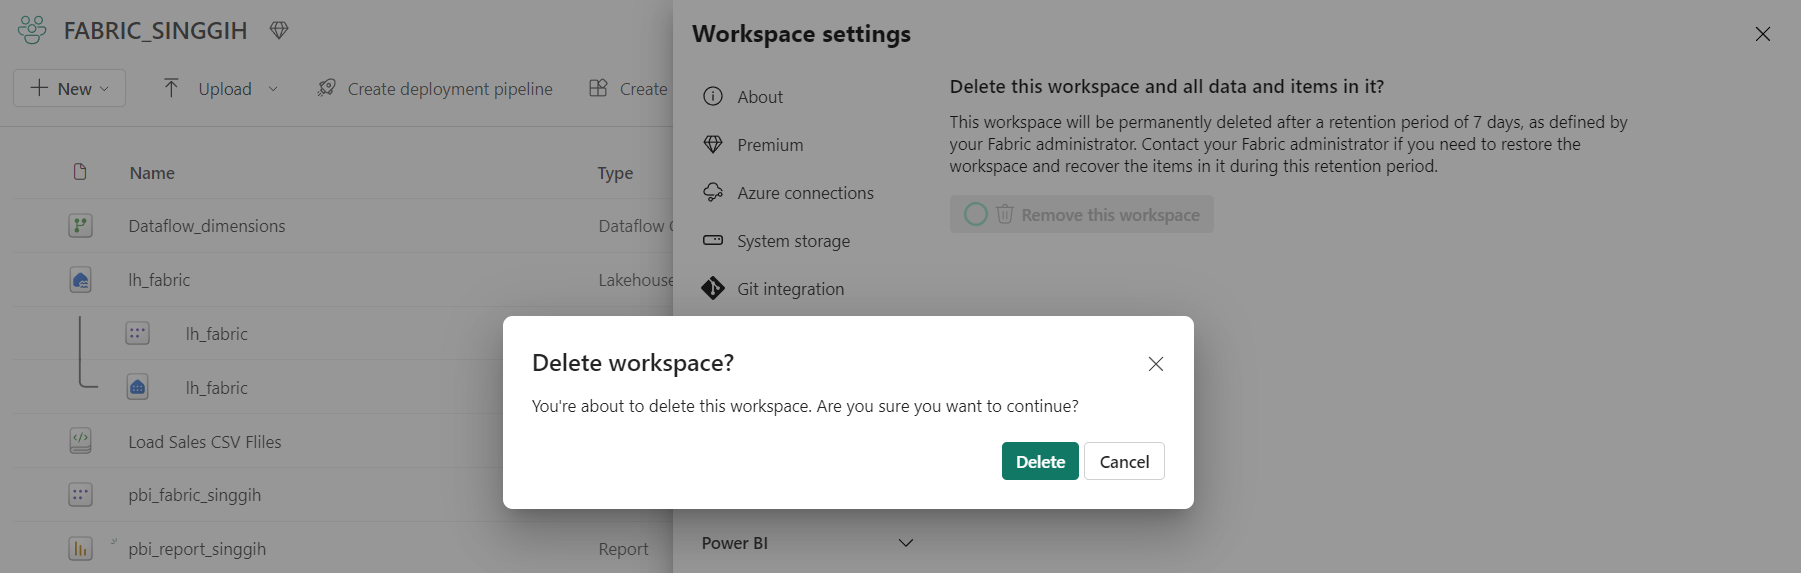 FABRIC_SINGGIH
New
Upload
Create deployment pipeline
Create
Name
Type
Dataflow_dimensions
Dataflow
lh_fabric
Lakehouse
lh_fabric
lh_fabric
Load Sales CSV Fliles
pbi_fabric_singgih
pbi_report_singgih
Report
Workspace settings
About
Premium
Azure connections
System storage
Git integration
Power BI
Delete this workspace and all data and items in it?
This workspace will be permanently deleted after a retention period of 7 days, as defined by
your Fabric administrator. Contact your Fabric administrator if you need to restore the
workspace and recover the items in it during this retention period.
Remove this workspace
Delete workspace?
You're about to delete this workspace. Are you sure you want to continue?
Delete
Cancel